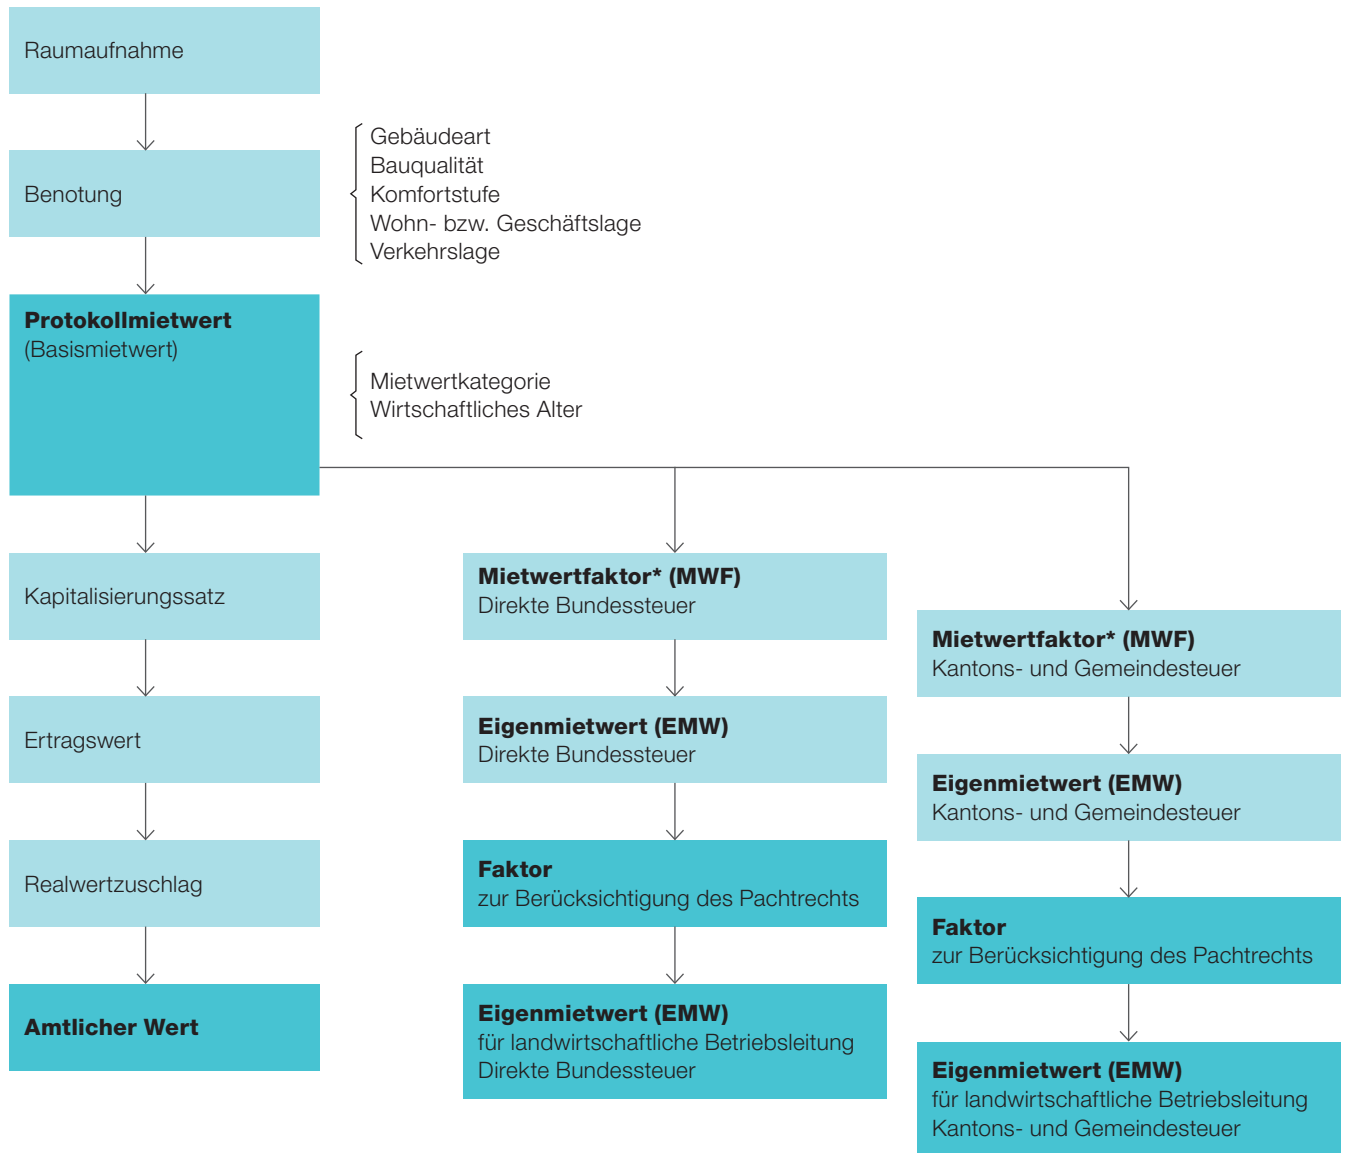 Raumaufnahme
Benotung
Gebäudeart
Bauqualität
Komfortstufe
Wohn- bzw. Geschäftslage
Verkehrslage
Protokollmietwert
(Basismietwert)
Mietwertkategorie
Wirtschaftliches Alter
Kapitalisierungssatz
Ertragswert
Realwertzuschlag
Amtlicher Wert
Mietwertfaktor* (MWF)
Direkte Bundessteuer
Eigenmietwert (EMW)
Direkte Bundessteuer
Faktor
zur Berücksichtigung des Pachtrechts
Eigenmietwert (EMW)
für landwirtschaftliche Betriebsleitung
Direkte Bundessteuer
Mietwertfaktor* (MWF)
Kantons- und Gemeindesteuer
Eigenmietwert (EMW)
Kantons- und Gemeindesteuer
Faktor
zur Berücksichtigung des Pachtrechts
Eigenmietwert (EMW)
für landwirtschaftliche Betriebsleitung
Kantons- und Gemeindesteuer